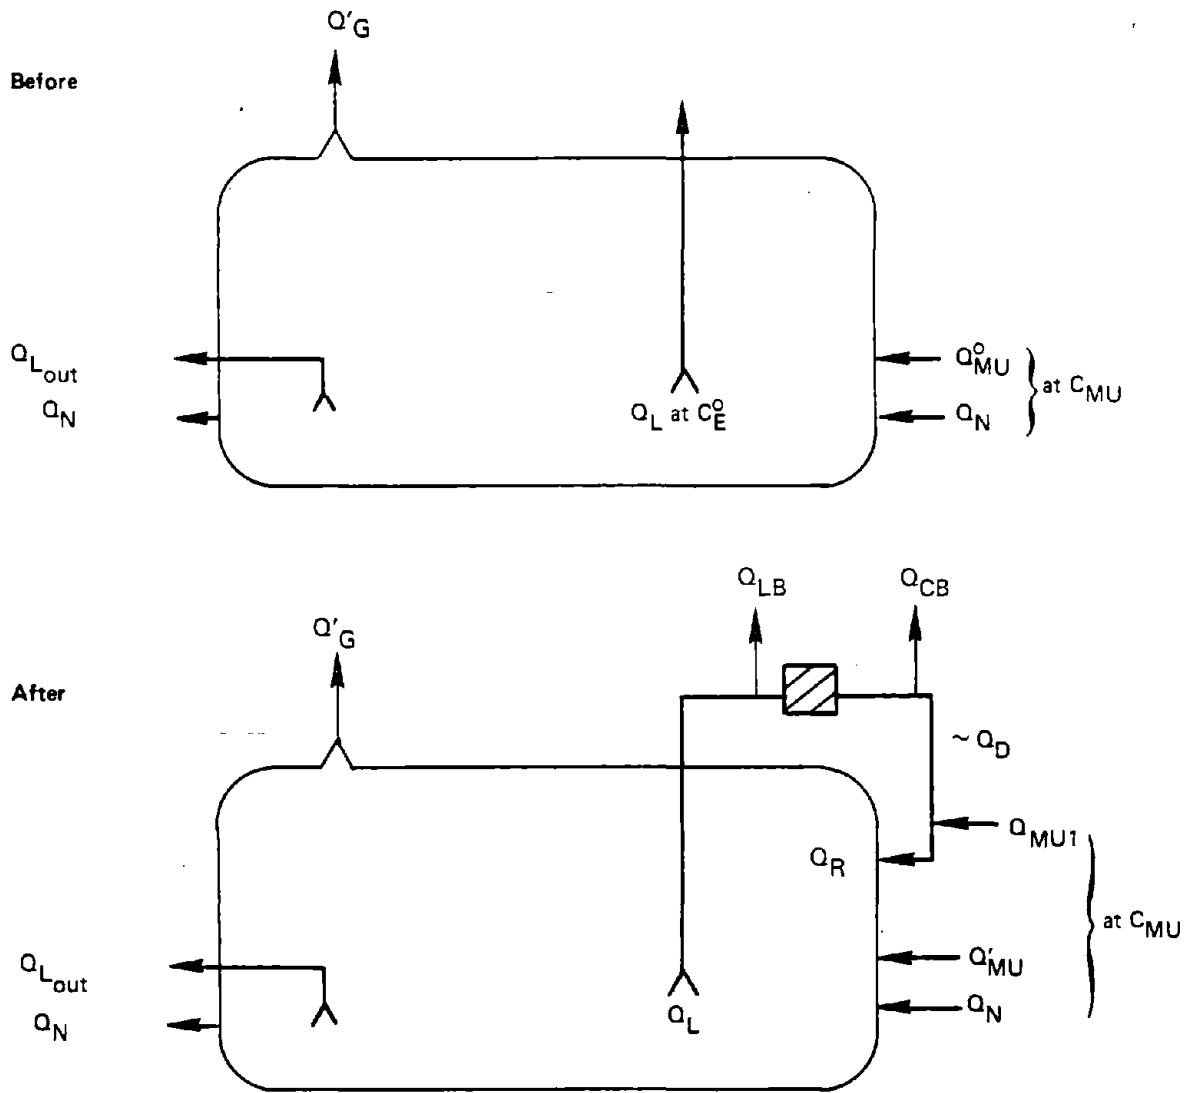 Q'G
Before
QLout
QN
QL at C°E
Q°MU
QN
at CMU
QLB
QCB
Q'G
After
~ QD
QMU1
QR
at CMU
QLout
QN
QL
Q'MU
QN